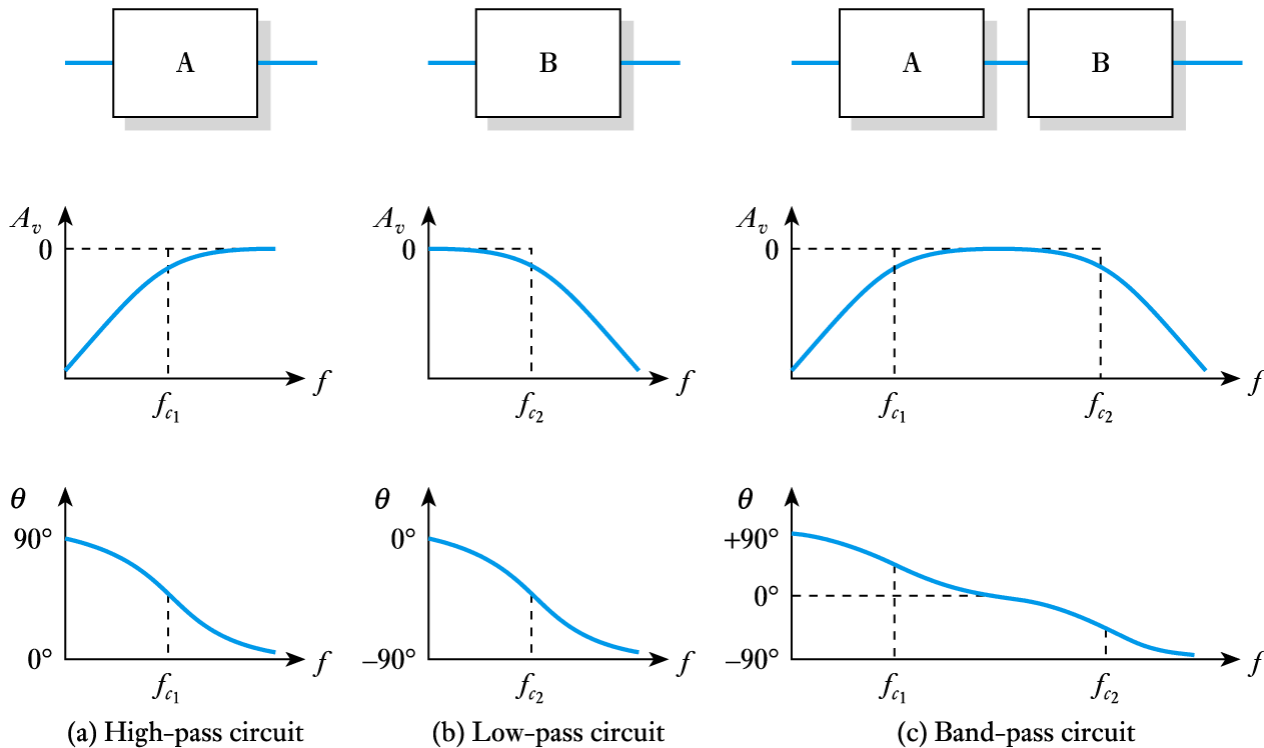 A
B
A B
A_v
0
f
f_c1
A_v
0
f
f_c2
A_v
0
f
f_c1
f_c2
θ
90°
0°
f
f_c1
θ
0°
–90°
f
f_c2
θ
+90°
0°
–90°
f
f_c1
f_c2
(a) High-pass circuit
(b) Low-pass circuit
(c) Band-pass circuit